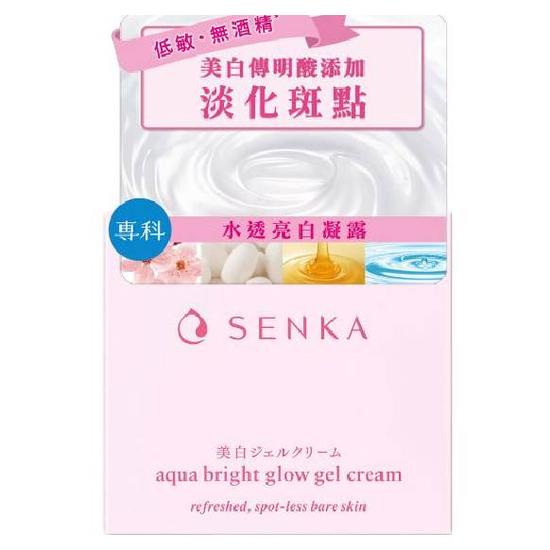 低敏・無酒精*
美白傳明酸添加
淡化斑點
専科
水透亮白凝露
SENKA
美白ジェルクリーム
aqua bright glow gel cream
refreshed, spot-less bare skin